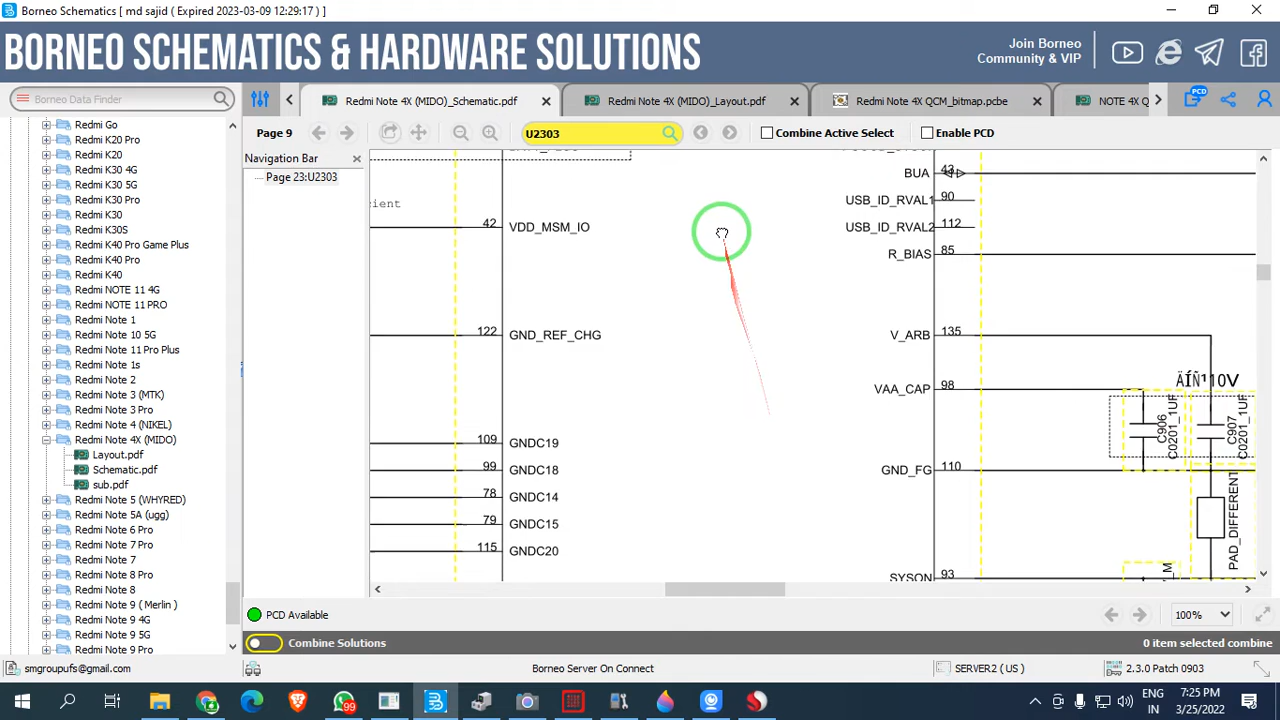 Borneo Schematics [ md sajid ( Expired 2023-03-09 12:29:17 ) ]
BORNEO SCHEMATICS & HARDWARE SOLUTIONS
Join Borneo
Community & VIP
Borneo Data Finder
Redmi Note 4X (MIDO)_Schematic.pdf
Redmi Note 4X (MIDO)_Layout.pdf
Redmi Note 4X QCM_bitmap.pcbe
NOTE 4X Q
PCD
Page 9
U2303
Combine Active Select
Enable PCD
Navigation Bar
Page 23:U2303
Redmi Go
Redmi K20 Pro
Redmi K20
Redmi K30 4G
Redmi K30 5G
Redmi K30 Pro
Redmi K30
Redmi K30S
Redmi K40 Pro Game Plus
Redmi K40 Pro
Redmi K40
Redmi NOTE 11 4G
Redmi NOTE 11 PRO
Redmi Note 1
Redmi Note 10 5G
Redmi Note 11 Pro Plus
Redmi Note 1s
Redmi Note 2
Redmi Note 3 (MTK)
Redmi Note 3 Pro
Redmi Note 4 (NIKEL)
Redmi Note 4X (MIDO)
Layout.pdf
Schematic.pdf
sub.pdf
Redmi Note 5 (WHYRED)
Redmi Note 5A (ugg)
Redmi Note 6 Pro
Redmi Note 7 Pro
Redmi Note 7
Redmi Note 8 Pro
Redmi Note 8
Redmi Note 9 ( Merlin )
Redmi Note 9 4G
Redmi Note 9 5G
Redmi Note 9 Pro
cient
42 VDD_MSM_IO
122 GND_REF_CHG
109 GNDC19
99 GNDC18
78 GNDC14
79 GNDC15
115 GNDC20
BUA 43
USB_ID_RVAL1 90
USB_ID_RVAL2 112
R_BIAS 85
V_ARB 135
VAA_CAP 98
GND_FG 110
SYSON 93
ÄÍÑ¹10V
C906
C0201_1UF
C907
C0201_1UF
PAD_DIFFERENT
_M
PCD Available
100%
Combine Solutions
0 item selected combine
smgroupufs@gmail.com
Borneo Server On Connect
SERVER2 ( US )
2.3.0 Patch 0903
99
ENG
IN
7:25 PM
3/25/2022